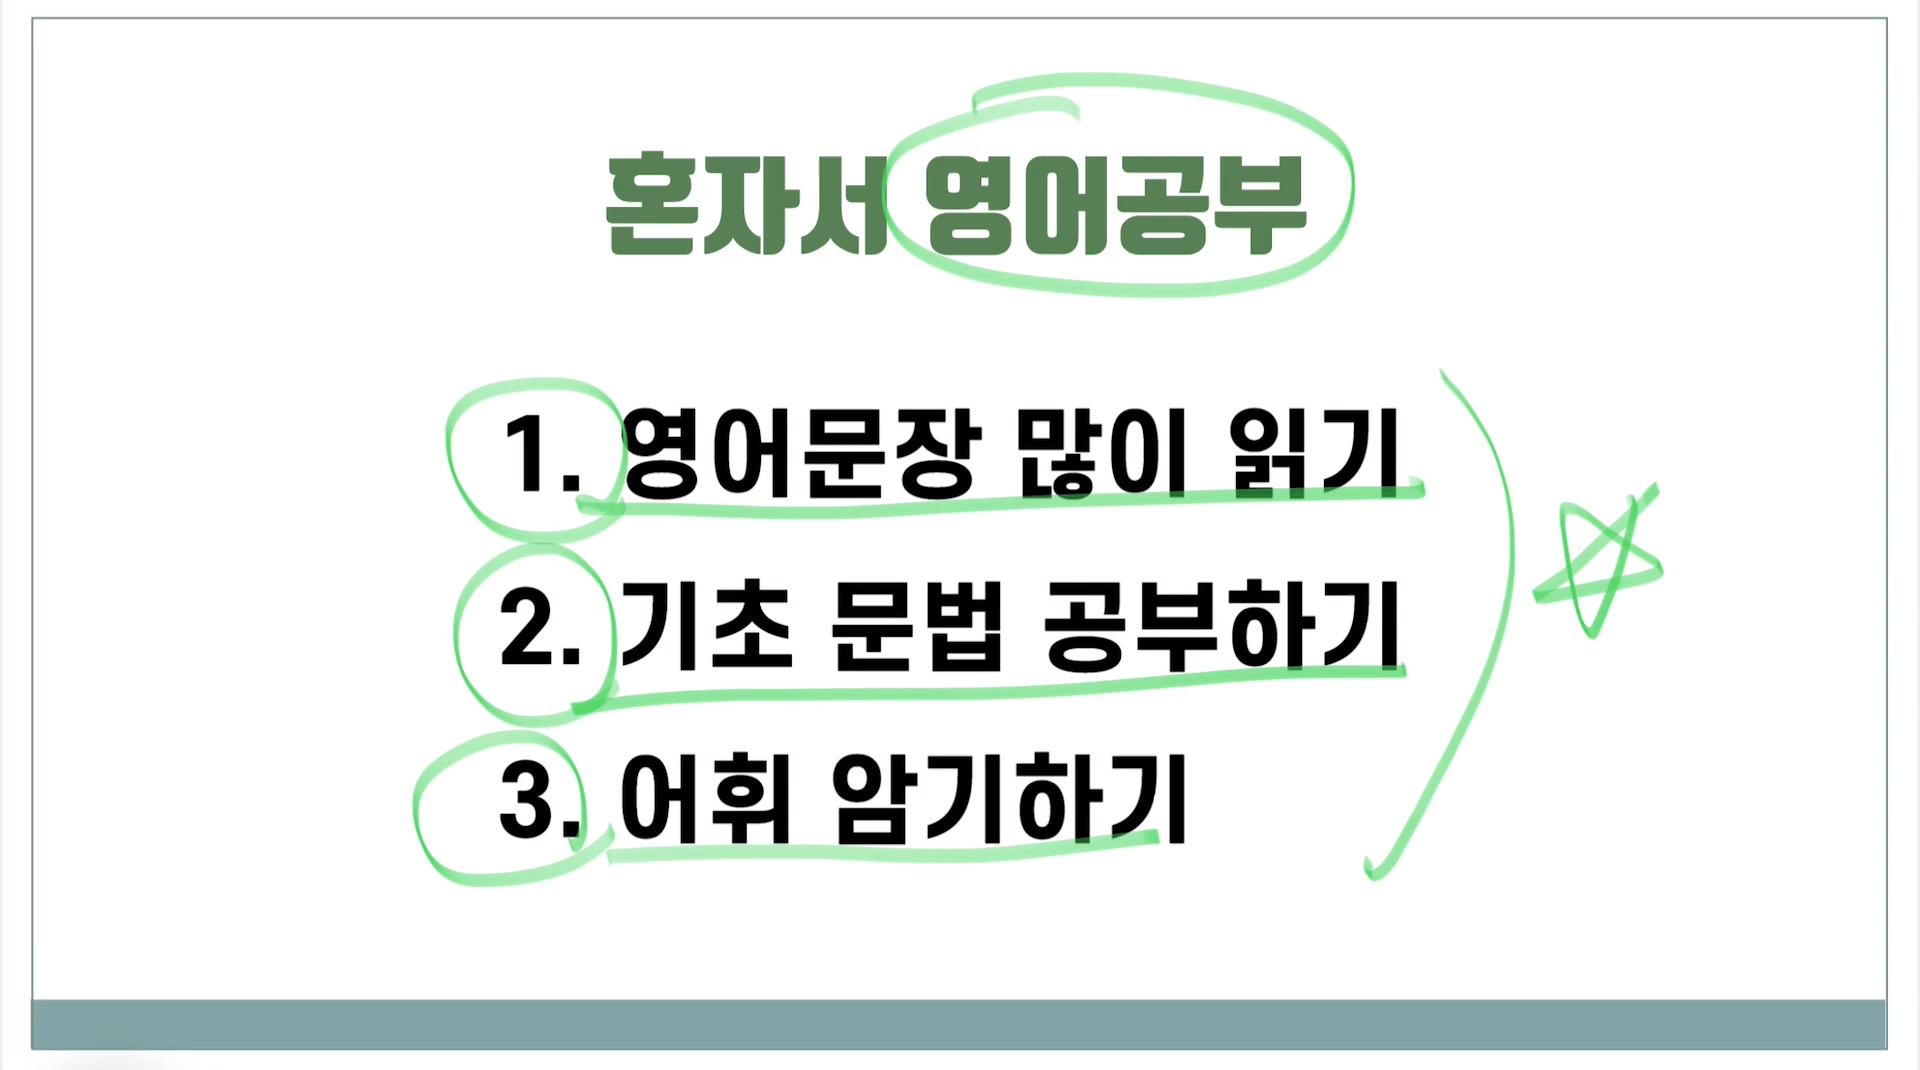 혼자서 영어공부
1. 영어문장 많이 읽기
2. 기초 문법 공부하기
3. 어휘 암기하기